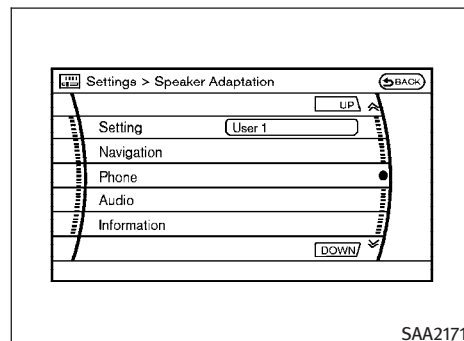 Settings > Speaker Adaptation BACK
UP
Setting User 1
Navigation
Phone
Audio
Information
DOWN
SAA2171